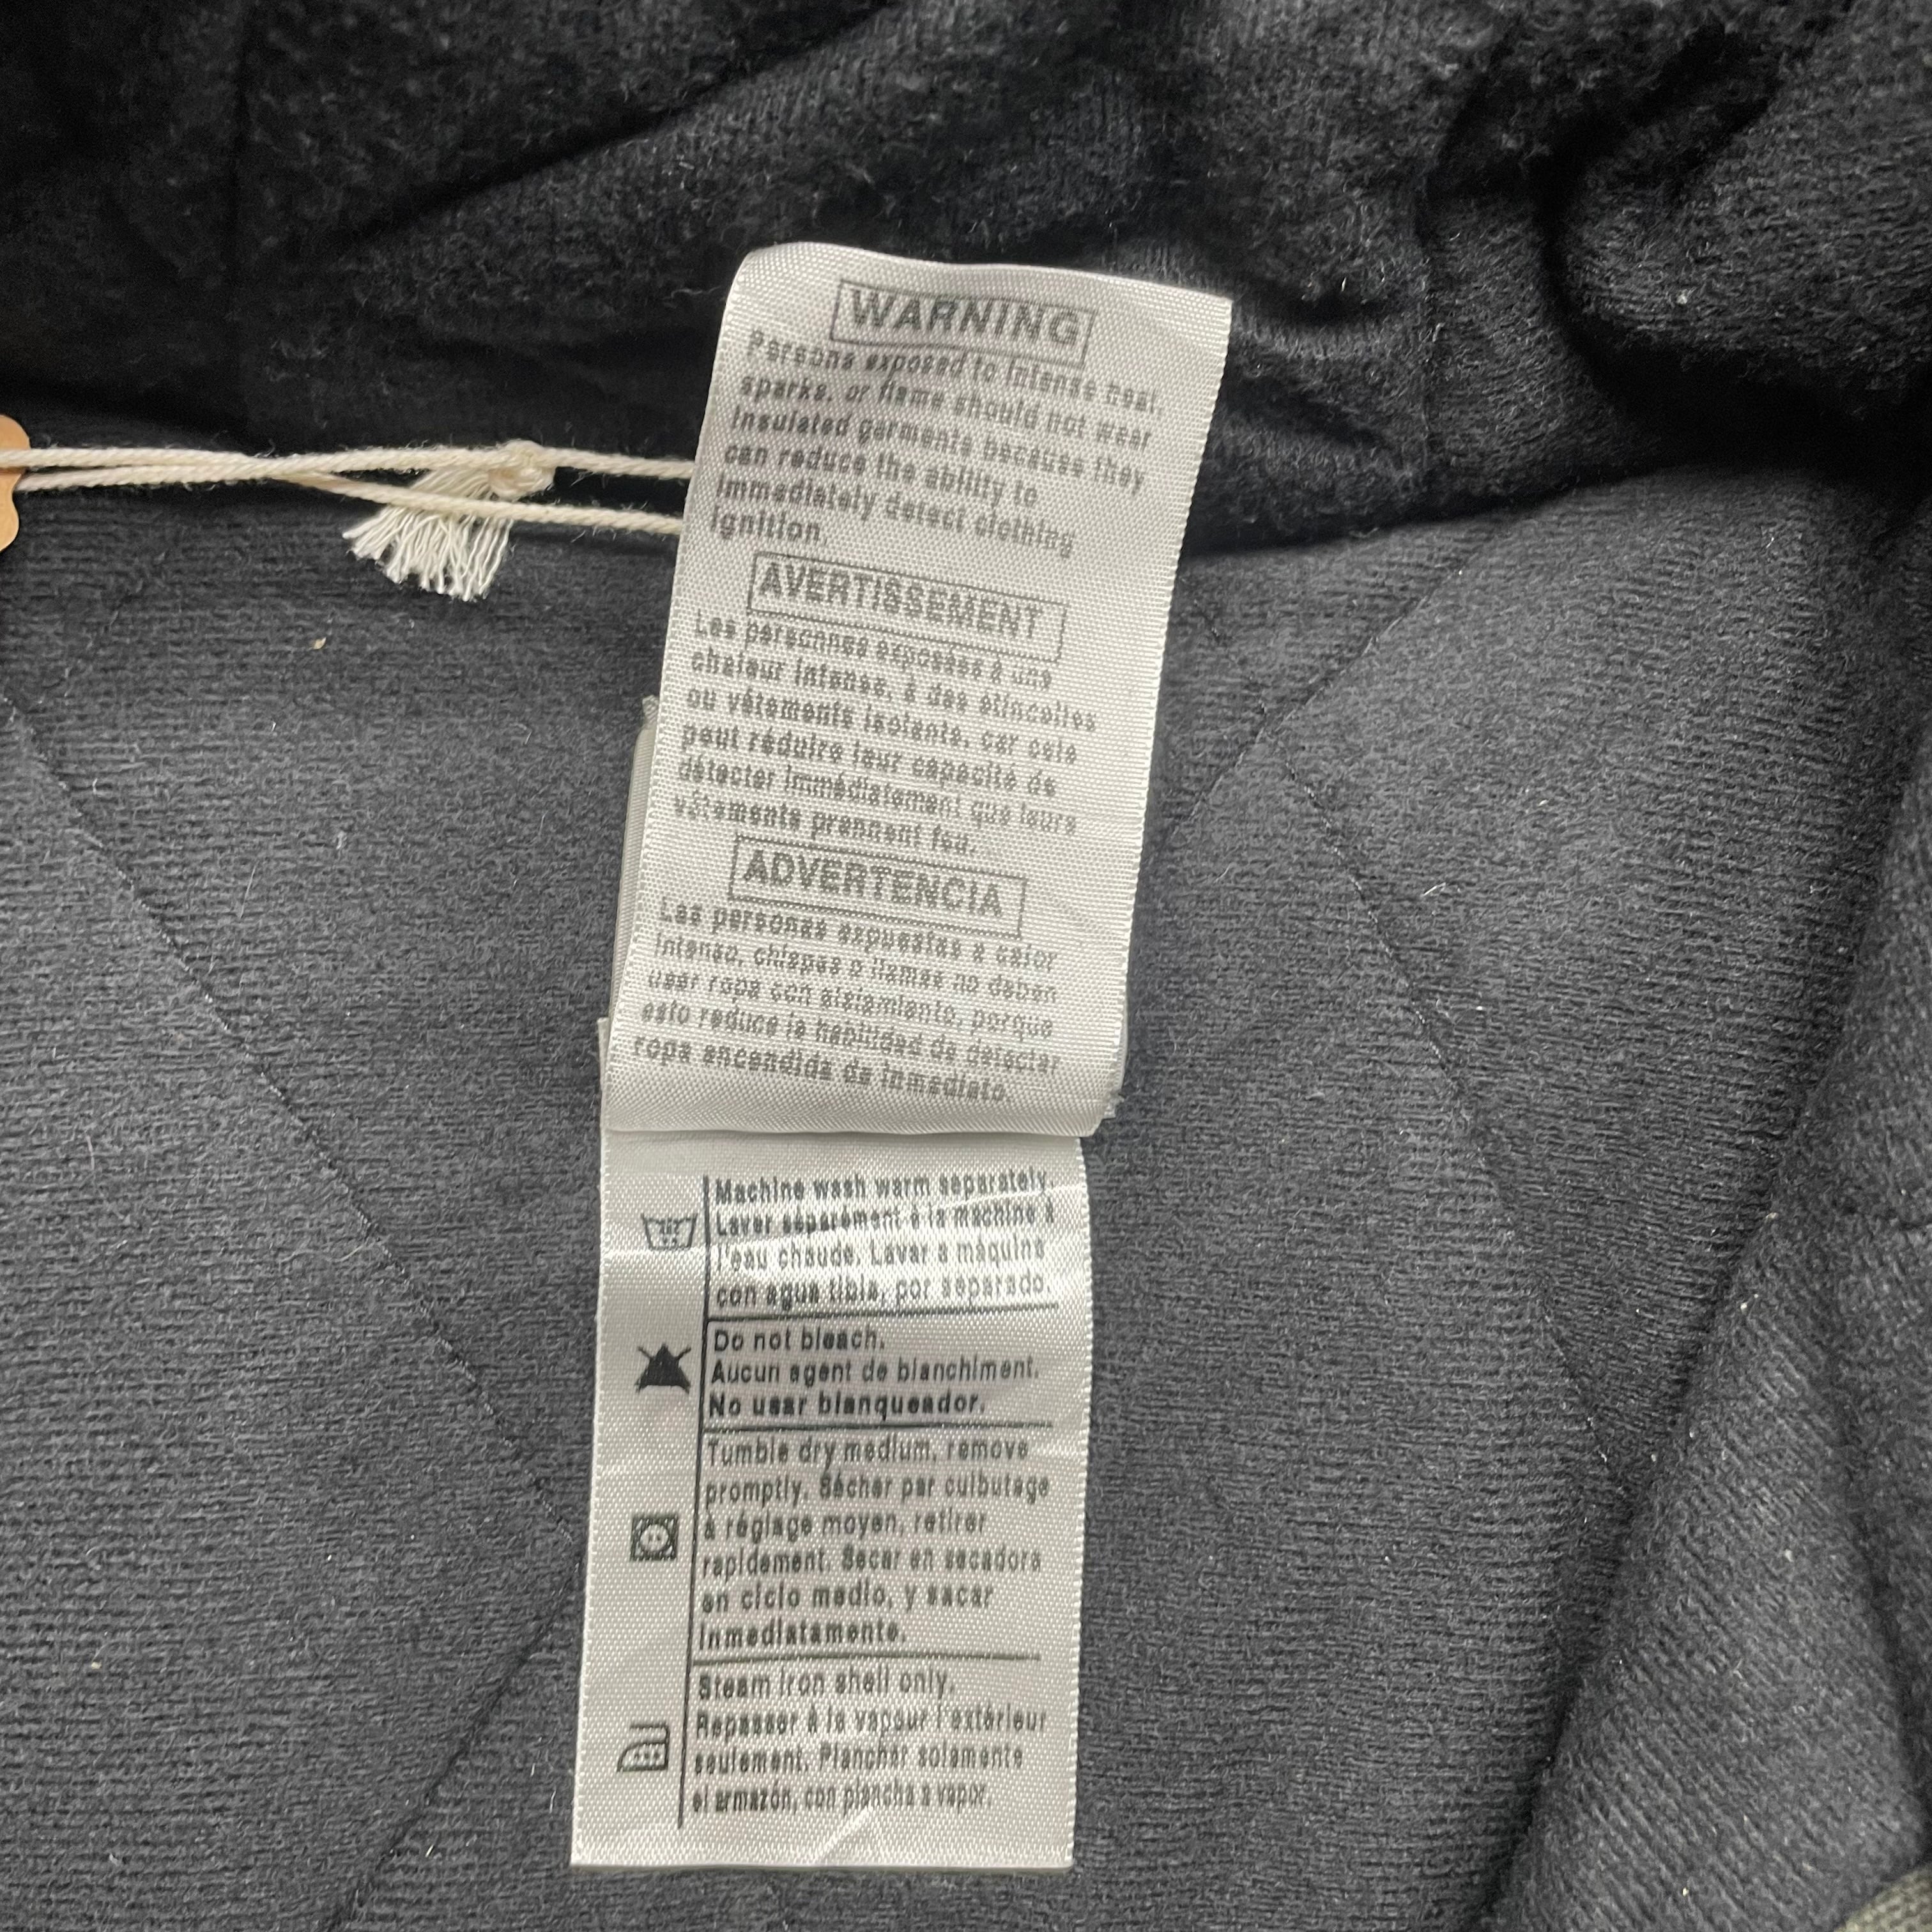 WARNING
Persons exposed to intense heat,
sparks, or flame should not wear
insulated garments because they
can reduce the ability to
immediately detect clothing
ignition.
AVERTISSEMENT
Les personnes exposées à une
chaleur intense, à des étincelles
ou vêtements isolants, car cela
peut réduire leur capacité de
détecter immédiatement que leurs
vêtements prennent feu.
ADVERTENCIA
Las personas expuestas a calor
intenso, chispas o llamas no deben
usar ropa con aislamiento, porque
esto reduce la habilidad de detectar
ropa encendida de inmediato.
Machine wash warm separately.
Laver séparément à la machine à
l'eau chaude. Lavar a máquina
con agua tibia, por separado.
Do not bleach.
Aucun agent de blanchiment.
No usar blanqueador.
Tumble dry medium, remove
promptly. Sécher par culbutage
à réglage moyen, retirer
rapidement. Secar en secadora
en ciclo medio, y sacar
inmediatamente.
Steam iron shell only.
Repasser à la vapeur l'extérieur
seulement. Planchar solamente
el armazón, con plancha a vapor.